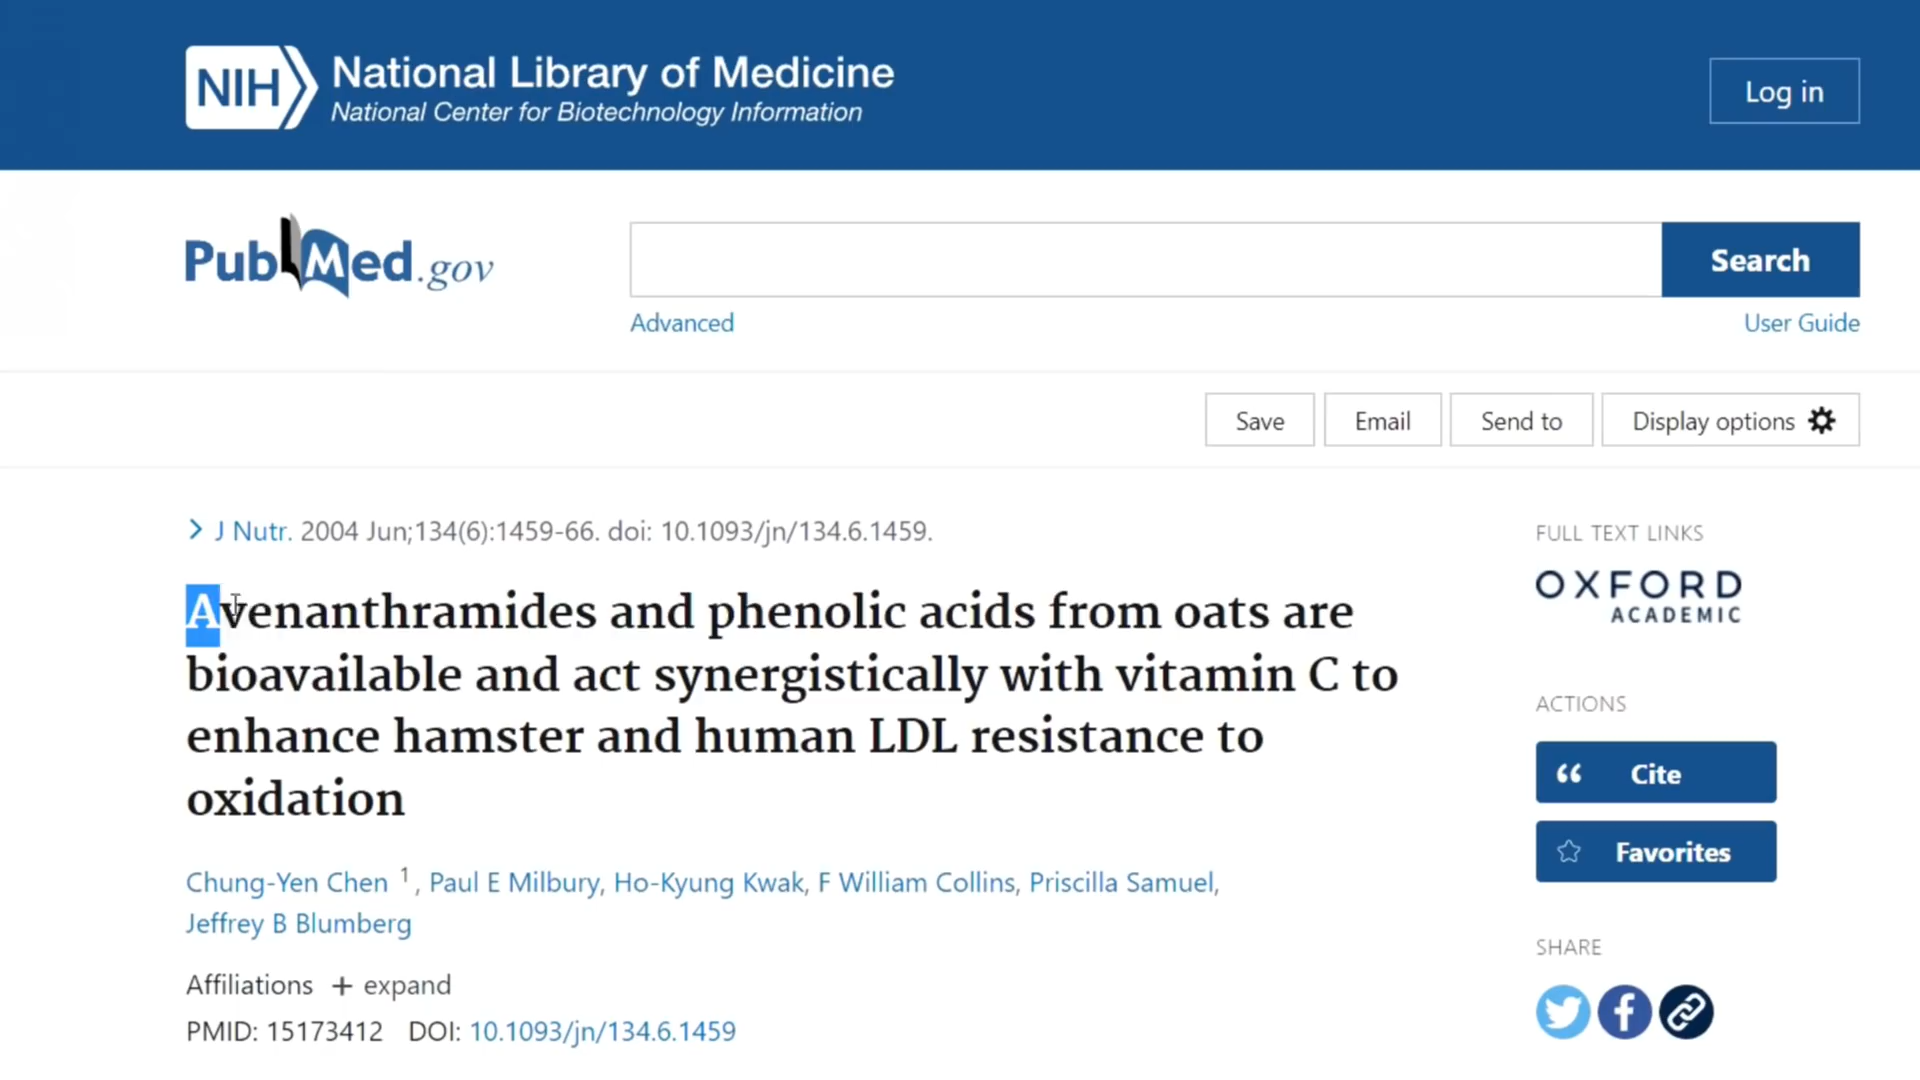 NIH National Library of Medicine
National Center for Biotechnology Information
Log in
PubMed.gov
Search
Advanced
User Guide
Save
Email
Send to
Display options
J Nutr. 2004 Jun;134(6):1459-66. doi: 10.1093/jn/134.6.1459.
Avenanthramides and phenolic acids from oats are
bioavailable and act synergistically with vitamin C to
enhance hamster and human LDL resistance to
oxidation
Chung-Yen Chen 1, Paul E Milbury, Ho-Kyung Kwak, F William Collins, Priscilla Samuel,
Jeffrey B Blumberg
Affiliations + expand
PMID: 15173412 DOI: 10.1093/jn/134.6.1459
FULL TEXT LINKS
OXFORD
ACADEMIC
ACTIONS
Cite
Favorites
SHARE